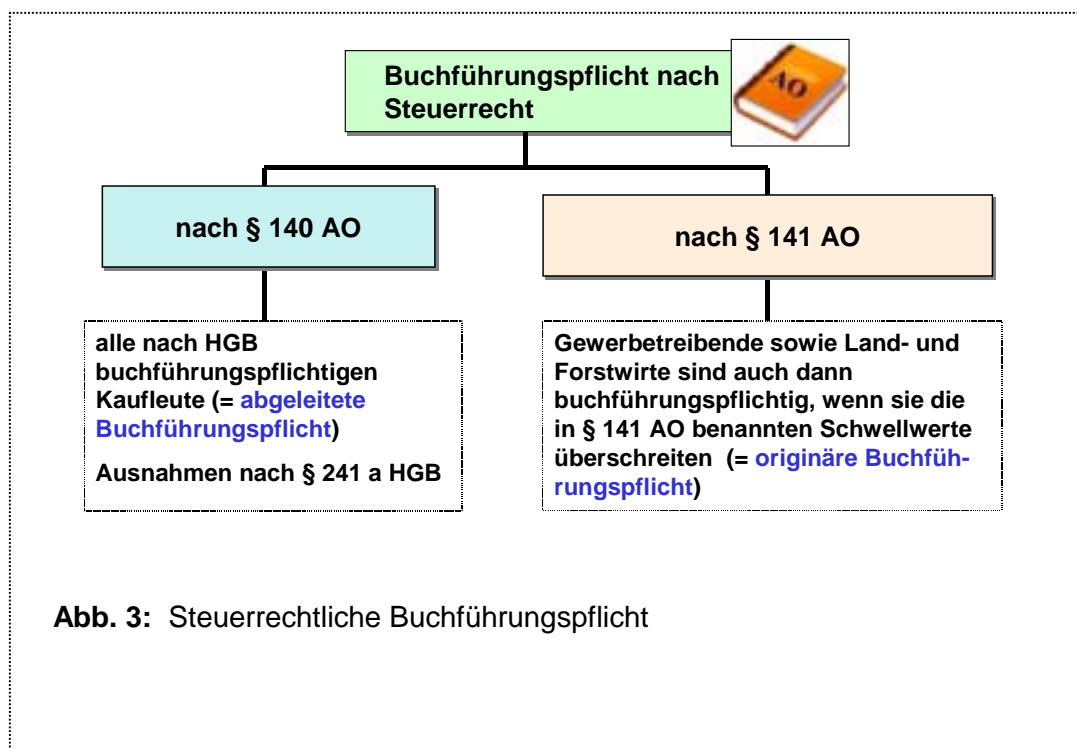 Buchführungspflicht nach
Steuerrecht
AO
nach § 140 AO
nach § 141 AO
alle nach HGB
buchführungspflichtigen
Kaufleute (= abgeleitete
Buchführungspflicht)
Ausnahmen nach § 241 a HGB
Gewerbetreibende sowie Land- und
Forstwirte sind auch dann
buchführungspflichtig, wenn sie die
in § 141 AO benannten Schwellwerte
überschreiten (= originäre Buchfüh-
rungspflicht)
Abb. 3: Steuerrechtliche Buchführungspflicht